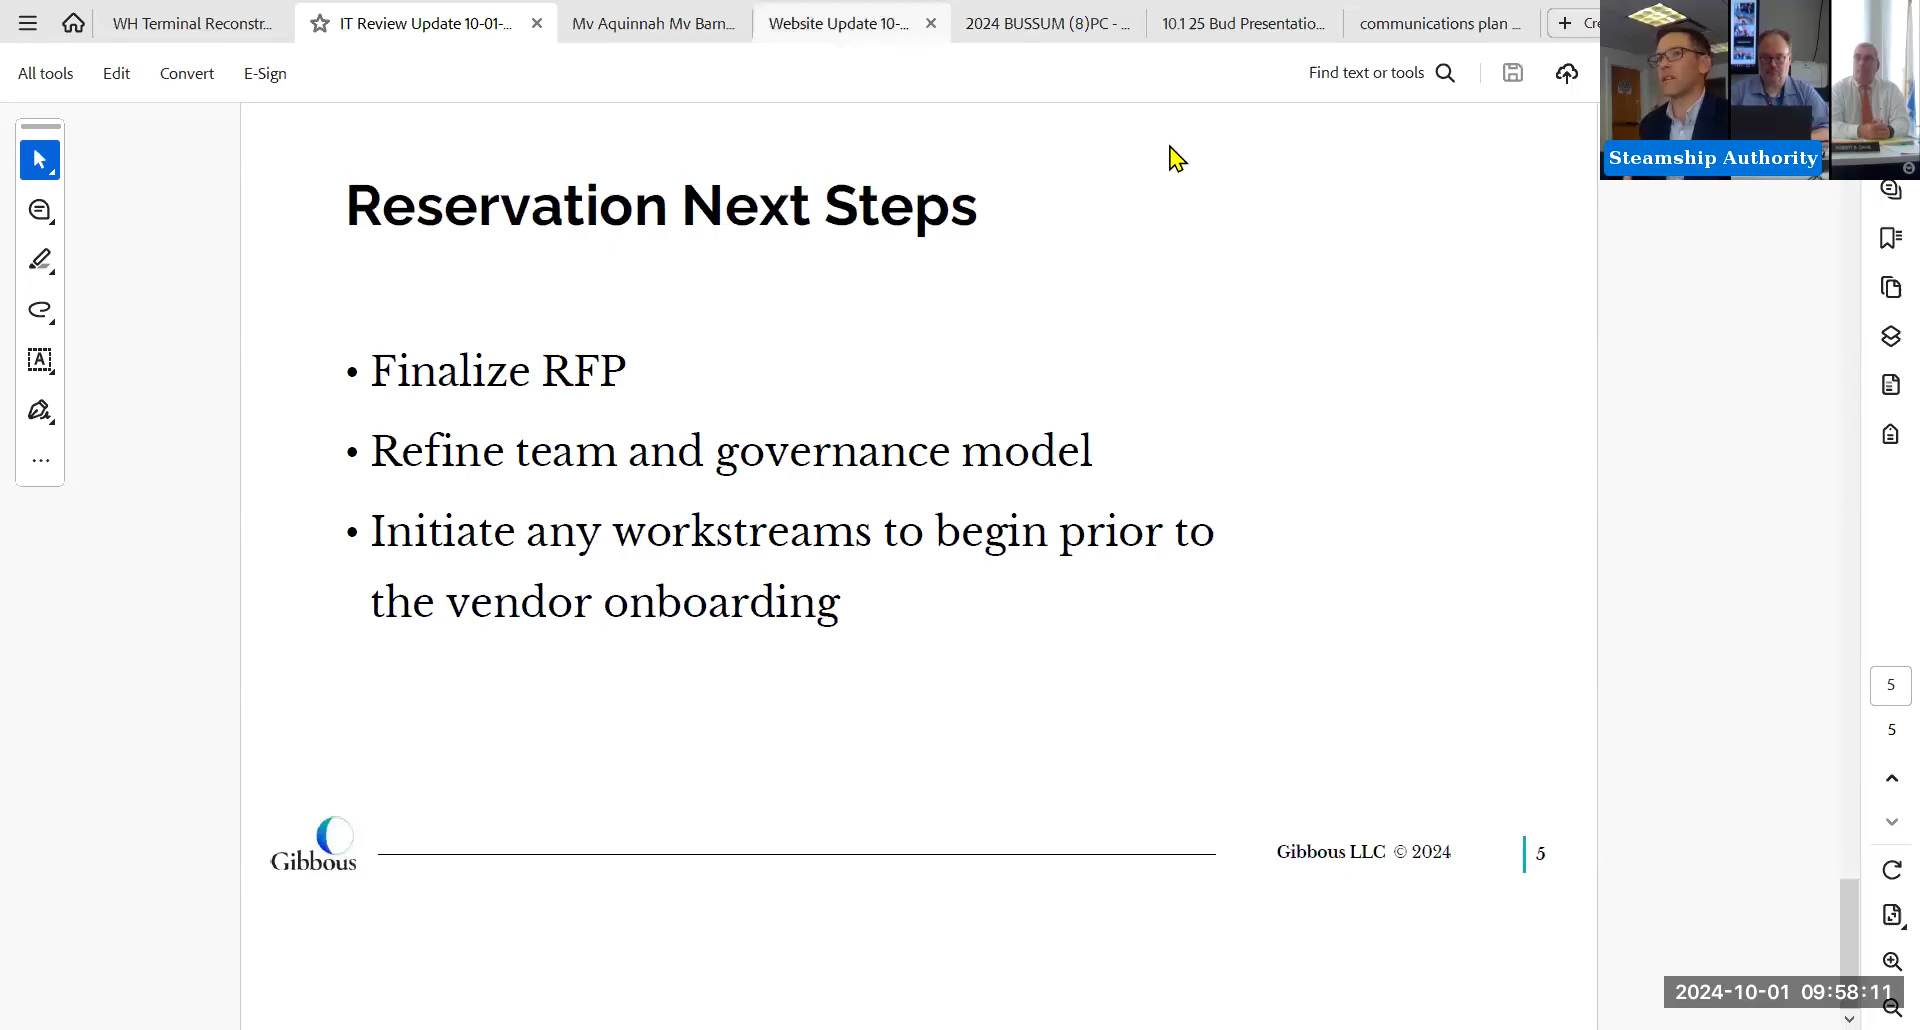 WH Terminal Reconstr...
IT Review Update 10-01-...
Mv Aquinnah Mv Barn...
Website Update 10-...
2024 BUSSUM (8)PC - ...
10.1 25 Bud Presentatio...
communications plan ...
All tools
Edit
Convert
E-Sign
Find text or tools
Steamship Authority
Reservation Next Steps
• Finalize RFP
• Refine team and governance model
• Initiate any workstreams to begin prior to
the vendor onboarding
5
5
Gibbous
Gibbous LLC © 2024
5
2024-10-01 09:58:11